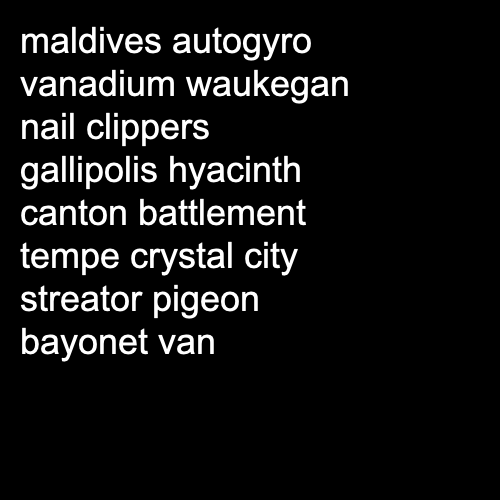 maldives autogyro
vanadium waukegan
nail clippers
gallipolis hyacinth
canton battlement
tempe crystal city
streator pigeon
bayonet van